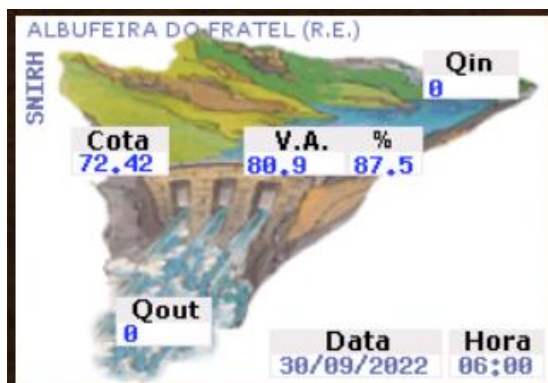 ALBUFEIRA DO FRATEL (R.E.)
SNIRH
Qin
0
Cota V.A. %
72.42 80.9 87.5
Qout
0
Data Hora
30/09/2022 06:00